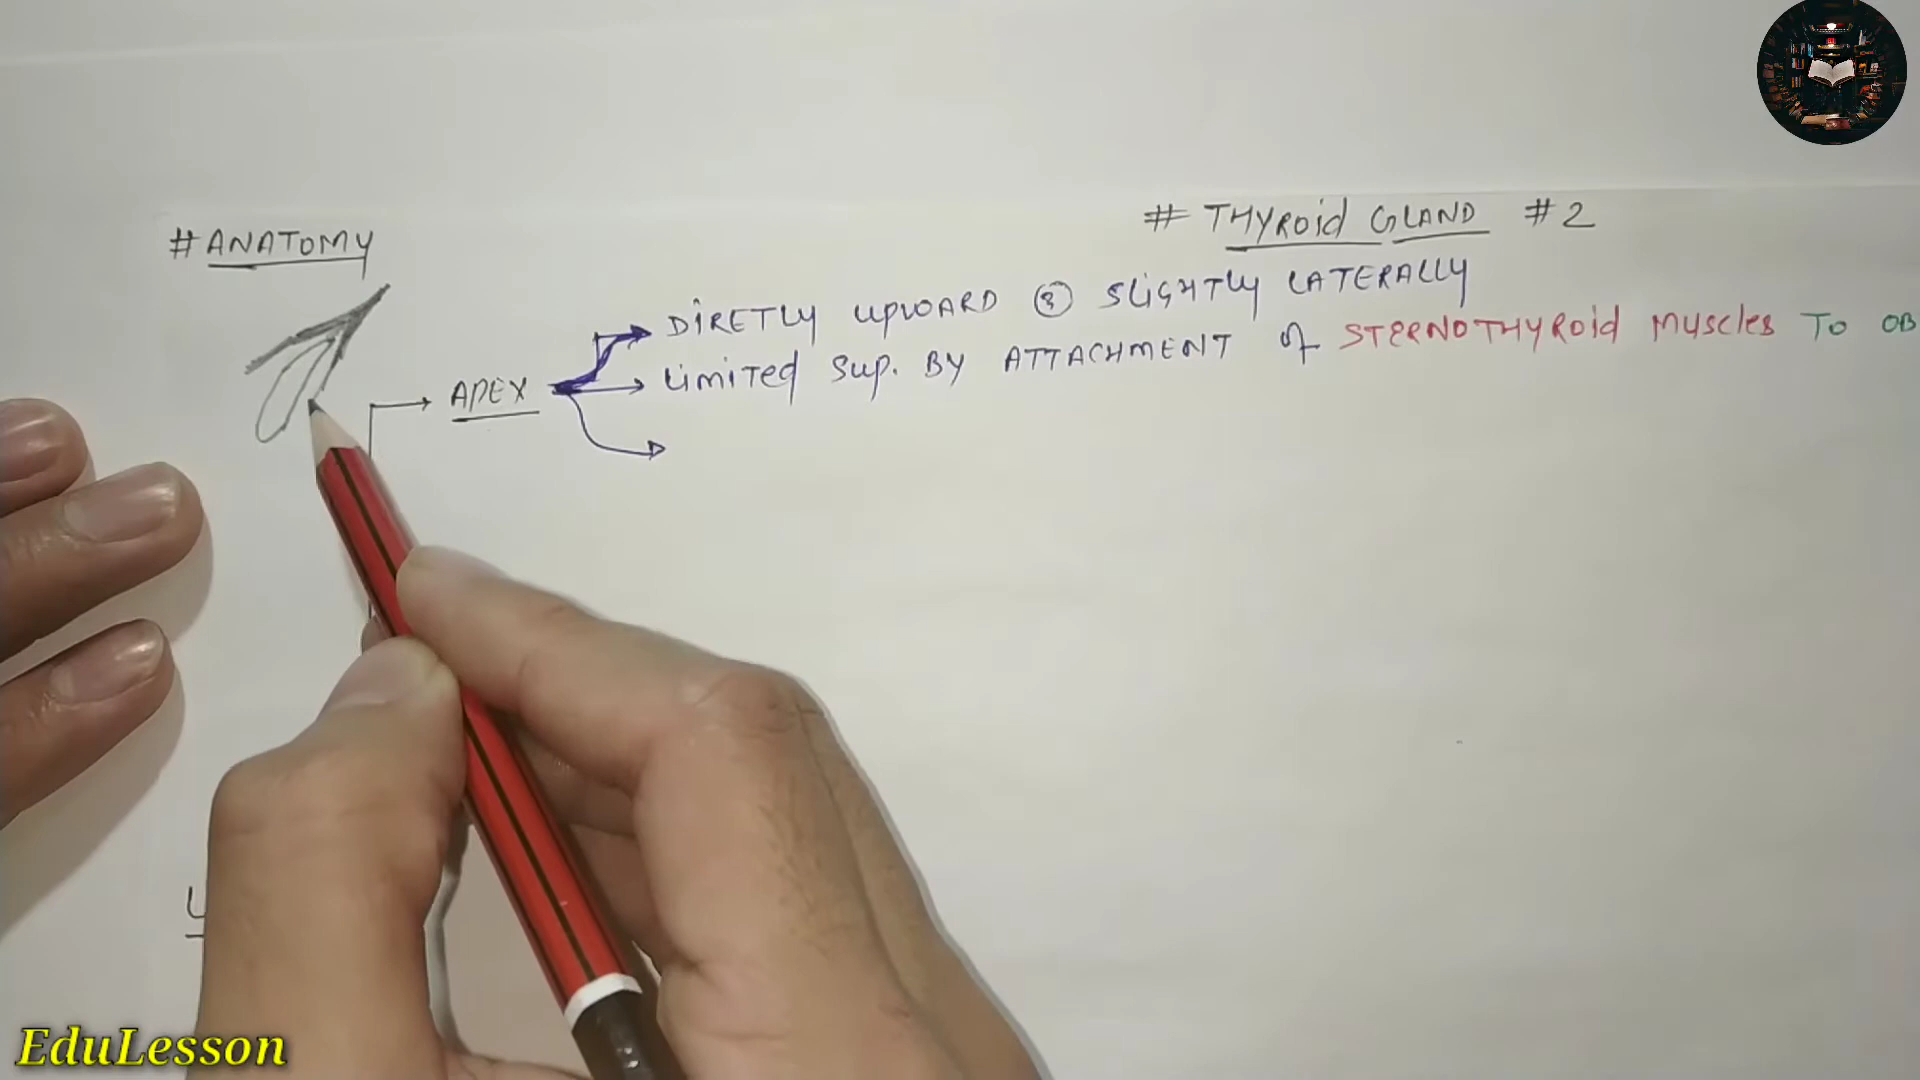 # THYROID GLAND #2
#ANATOMY
DIRETLY UPWARD & SLIGHTLY LATERALLY
LIMITED SUP. BY ATTACHMENT OF STERNOTHYROID MUSCLES TO OB
APEX
EduLesson